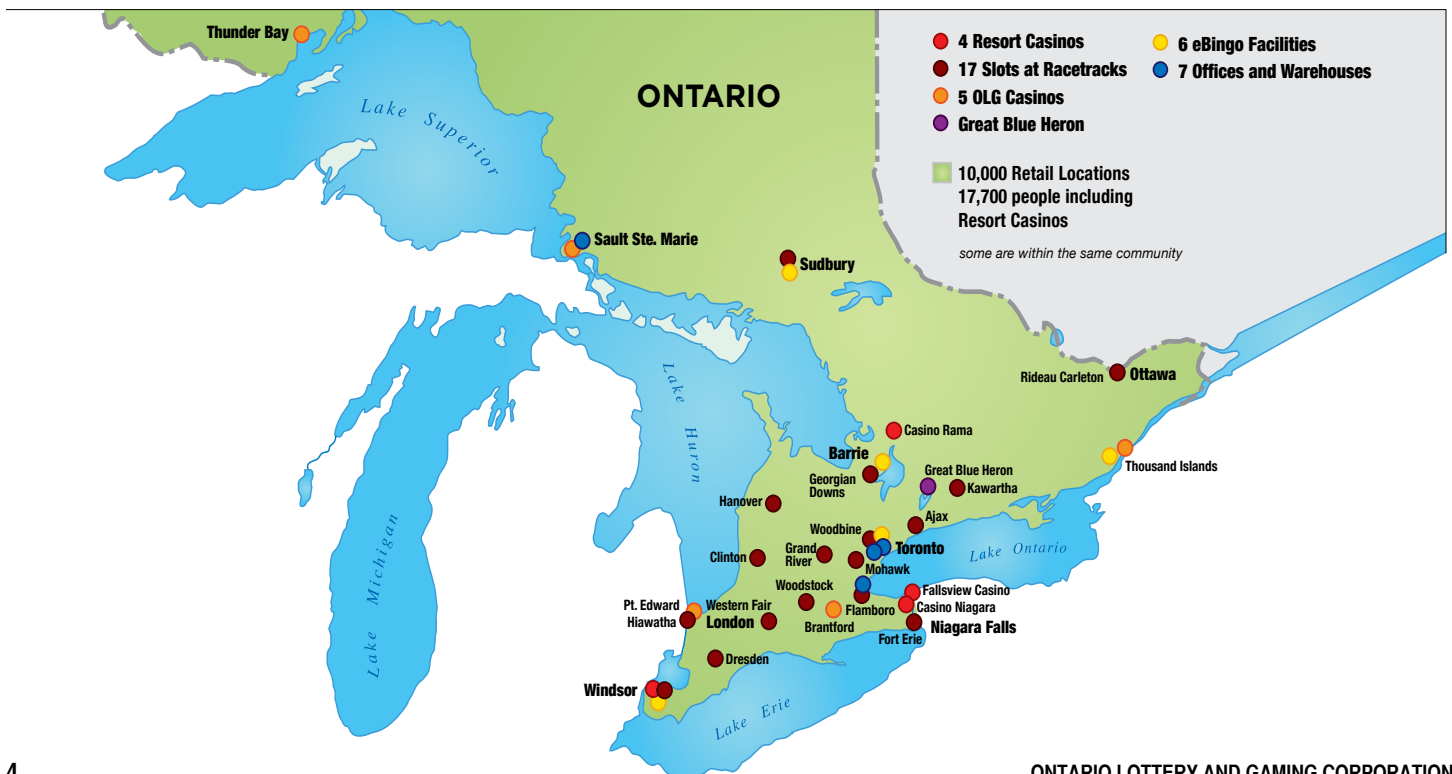 Thunder Bay
4 Resort Casinos
17 Slots at Racetracks
5 OLG Casinos
Great Blue Heron
6 eBingo Facilities
7 Offices and Warehouses
10,000 Retail Locations
17,700 people including
Resort Casinos
some are within the same community
ONTARIO
Lake Superior
Sault Ste. Marie
Sudbury
Rideau Carleton
Ottawa
Lake Huron
Casino Rama
Barrie
Georgian
Downs
Great Blue Heron
Kawartha
Thousand Islands
Hanover
Ajax
Woodbine
Toronto
Lake Ontario
Clinton
Grand
River
Mohawk
Lake Michigan
Woodstock
Fallsview Casino
Casino Niagara
Pt. Edward
Hiawatha
Western Fair
London
Brantford
Flamboro
Niagara Falls
Fort Erie
Dresden
Windsor
Lake Erie
4
ONTARIO LOTTERY AND GAMING CORPORATION